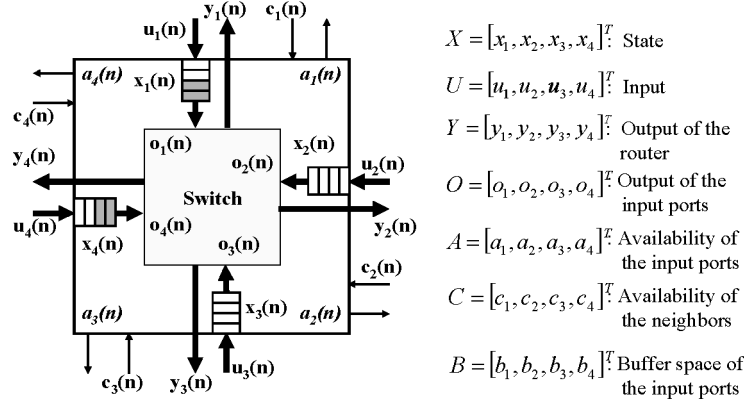 y₁(n)
c₁(n)
u₁(n)
a₄(n)
x₁(n)
a₁(n)
c₄(n)
o₁(n)
x₂(n)
y₄(n)
o₂(n)
u₂(n)
Switch
u₄(n)
o₄(n)
y₂(n)
x₄(n)
o₃(n)
c₂(n)
a₃(n)
x₃(n)
a₂(n)
c₃(n)
y₃(n)
u₃(n)
X = [x₁, x₂, x₃, x₄]ᵀ: State
U = [u₁, u₂, u₃, u₄]ᵀ: Input
Y = [y₁, y₂, y₃, y₄]ᵀ: Output of the
router
O = [o₁, o₂, o₃, o₄]ᵀ: Output of the
input ports
A = [a₁, a₂, a₃, a₄]ᵀ: Availability of
the input ports
C = [c₁, c₂, c₃, c₄]ᵀ: Availability of
the neighbors
B = [b₁, b₂, b₃, b₄]ᵀ: Buffer space of
the input ports